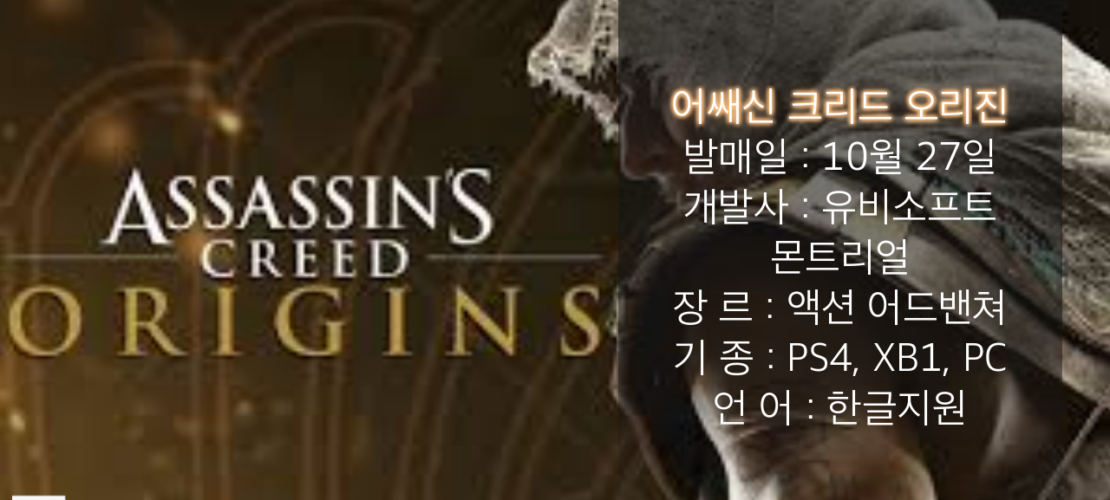 ASSASSIN'S
CREED
ORIGINS
어쌔신 크리드 오리진
발매일 : 10월 27일
개발사 : 유비소프트
몬트리얼
장 르 : 액션 어드밴쳐
기 종 : PS4, XB1, PC
언 어 : 한글지원